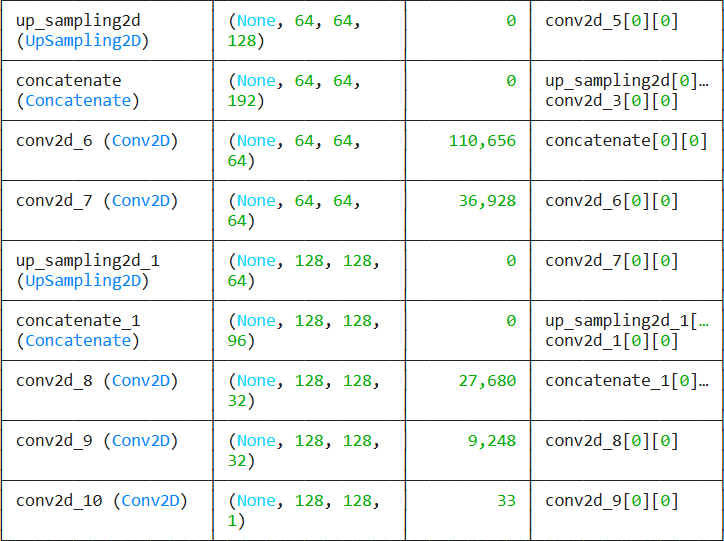 up_sampling2d (None, 64, 64, 0 conv2d_5[0][0]
(UpSampling2D) 128)
concatenate (None, 64, 64, 0 up_sampling2d[0]…
(Concatenate) 192) conv2d_3[0][0]
conv2d_6 (Conv2D) (None, 64, 64, 110,656 concatenate[0][0]
64)
conv2d_7 (Conv2D) (None, 64, 64, 36,928 conv2d_6[0][0]
64)
up_sampling2d_1 (None, 128, 128, 0 conv2d_7[0][0]
(UpSampling2D) 64)
concatenate_1 (None, 128, 128, 0 up_sampling2d_1[…
(Concatenate) 96) conv2d_1[0][0]
conv2d_8 (Conv2D) (None, 128, 128, 27,680 concatenate_1[0]…
32)
conv2d_9 (Conv2D) (None, 128, 128, 9,248 conv2d_8[0][0]
32)
conv2d_10 (Conv2D) (None, 128, 128, 33 conv2d_9[0][0]
1)